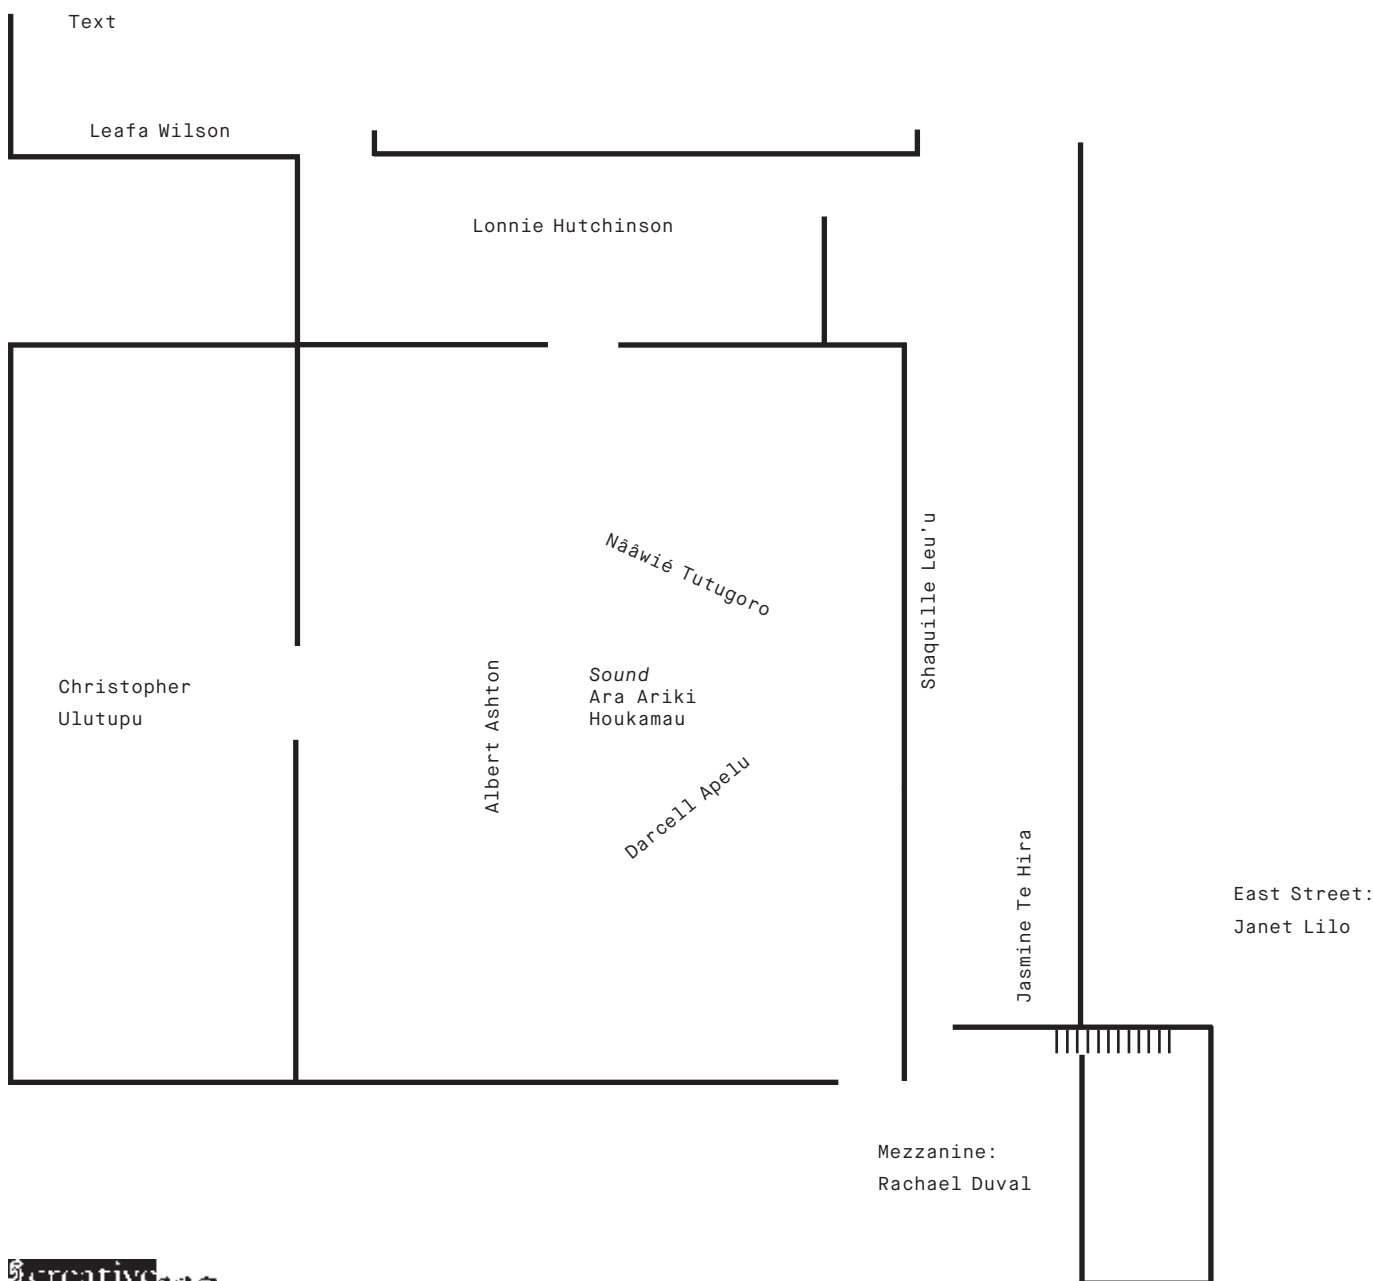 Text
Leafa Wilson
Lonnie Hutchinson
Nââwié Tutugoro
Shaquille Leu’u
Christopher
Ulutupu
Albert Ashton
Sound
Ara Ariki
Houkamau
Darcell Apelu
Jasmine Te Hira
East Street:
Janet Lilo
Mezzanine:
Rachael Duval
creative